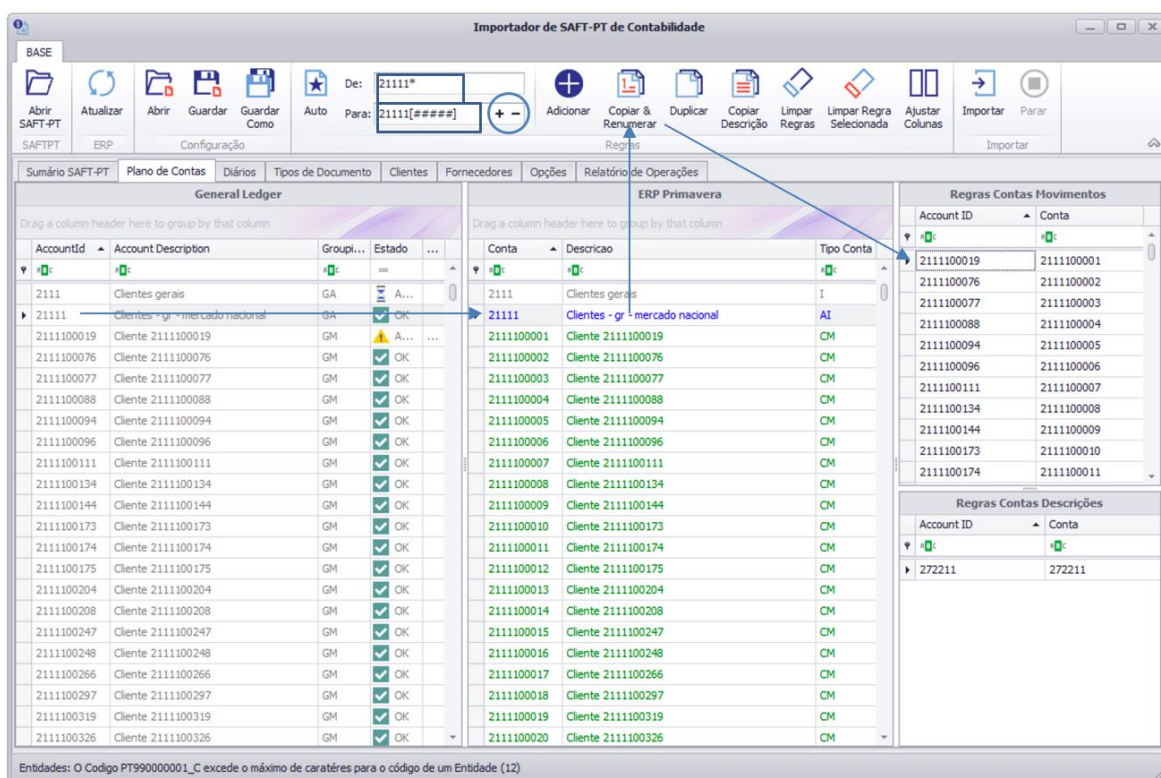 Importador de SAFT-PT de Contabilidade
BASE
Abrir SAFT-PT
Atualizar
Abrir
Guardar
Guardar Como
Auto
De: 21111*
Para: 21111[#####]
+ −
Adicionar
Copiar & Renumerar
Duplicar
Copiar Descrição
Limpar Regras
Limpar Regra Selecionada
Ajustar Colunas
Importar
Parar
SAFTPT ERP Configuração Regras Importar
Sumário SAFT-PT Plano de Contas Diários Tipos de Documento Clientes Fornecedores Opções Relatório de Operações
General Ledger
Drag a column header here to group by that column
AccountId Account Description Groupi... Estado ...
2111 Clientes gerais GA A...
21111 Clientes - gr - mercado nacional GA OK
2111100019 Cliente 2111100019 GM A... ...
2111100076 Cliente 2111100076 GM OK
2111100077 Cliente 2111100077 GM OK
2111100088 Cliente 2111100088 GM OK
2111100094 Cliente 2111100094 GM OK
2111100096 Cliente 2111100096 GM OK
2111100111 Cliente 2111100111 GM OK
2111100134 Cliente 2111100134 GM OK
2111100144 Cliente 2111100144 GM OK
2111100173 Cliente 2111100173 GM OK
2111100174 Cliente 2111100174 GM OK
2111100175 Cliente 2111100175 GM OK
2111100204 Cliente 2111100204 GM OK
2111100208 Cliente 2111100208 GM OK
2111100247 Cliente 2111100247 GM OK
2111100248 Cliente 2111100248 GM OK
2111100266 Cliente 2111100266 GM OK
2111100297 Cliente 2111100297 GM OK
2111100319 Cliente 2111100319 GM OK
2111100326 Cliente 2111100326 GM OK
ERP Primavera
Drag a column header here to group by that column
Conta Descricao Tipo Conta
2111 Clientes gerais I
21111 Clientes - gr - mercado nacional AI
2111100001 Cliente 2111100019 CM
2111100002 Cliente 2111100076 CM
2111100003 Cliente 2111100077 CM
2111100004 Cliente 2111100088 CM
2111100005 Cliente 2111100094 CM
2111100006 Cliente 2111100096 CM
2111100007 Cliente 2111100111 CM
2111100008 Cliente 2111100134 CM
2111100009 Cliente 2111100144 CM
2111100010 Cliente 2111100173 CM
2111100011 Cliente 2111100174 CM
2111100012 Cliente 2111100175 CM
2111100013 Cliente 2111100204 CM
2111100014 Cliente 2111100208 CM
2111100015 Cliente 2111100247 CM
2111100016 Cliente 2111100248 CM
2111100017 Cliente 2111100266 CM
2111100018 Cliente 2111100297 CM
2111100019 Cliente 2111100319 CM
2111100020 Cliente 2111100326 CM
Regras Contas Movimentos
Account ID Conta
2111100019 2111100001
2111100076 2111100002
2111100077 2111100003
2111100088 2111100004
2111100094 2111100005
2111100096 2111100006
2111100111 2111100007
2111100134 2111100008
2111100144 2111100009
2111100173 2111100010
2111100174 2111100011
Regras Contas Descrições
Account ID Conta
272211 272211
Entidades: O Codigo PT990000001_C excede o máximo de caratéres para o código de um Entidade (12)